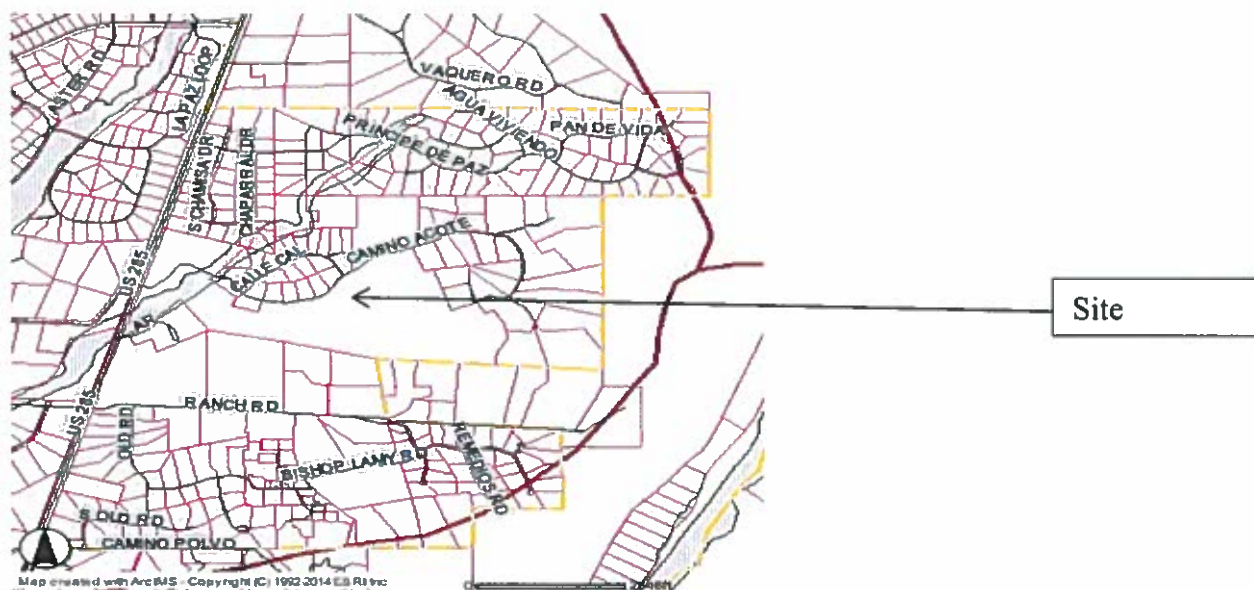 ASTER RD
LA PAZ LOOP
VAQUERO RD
AGUA VIVIENDO
PAN DE VIDA
PRINCIPE DE PAZ
S CHAMSA DR
CHAPARRAL DR
CAMINO ACOTE
CALLE CAL
US 285
Site
RANCH RD
US 285
OLD RD
BISHOP LAMY RD
REMEDIOS RD
S OLD RD
CAMINO POLVO
Map created with ArcIMS - Copyright (C) 1992-2014 ESRI Inc